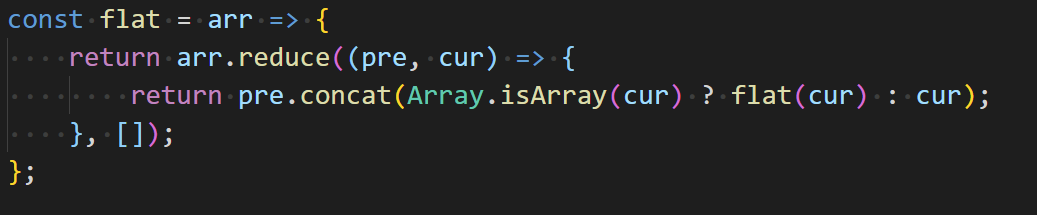 const flat = arr => {
    return arr.reduce((pre, cur) => {
        return pre.concat(Array.isArray(cur) ? flat(cur) : cur);
    }, []);
};